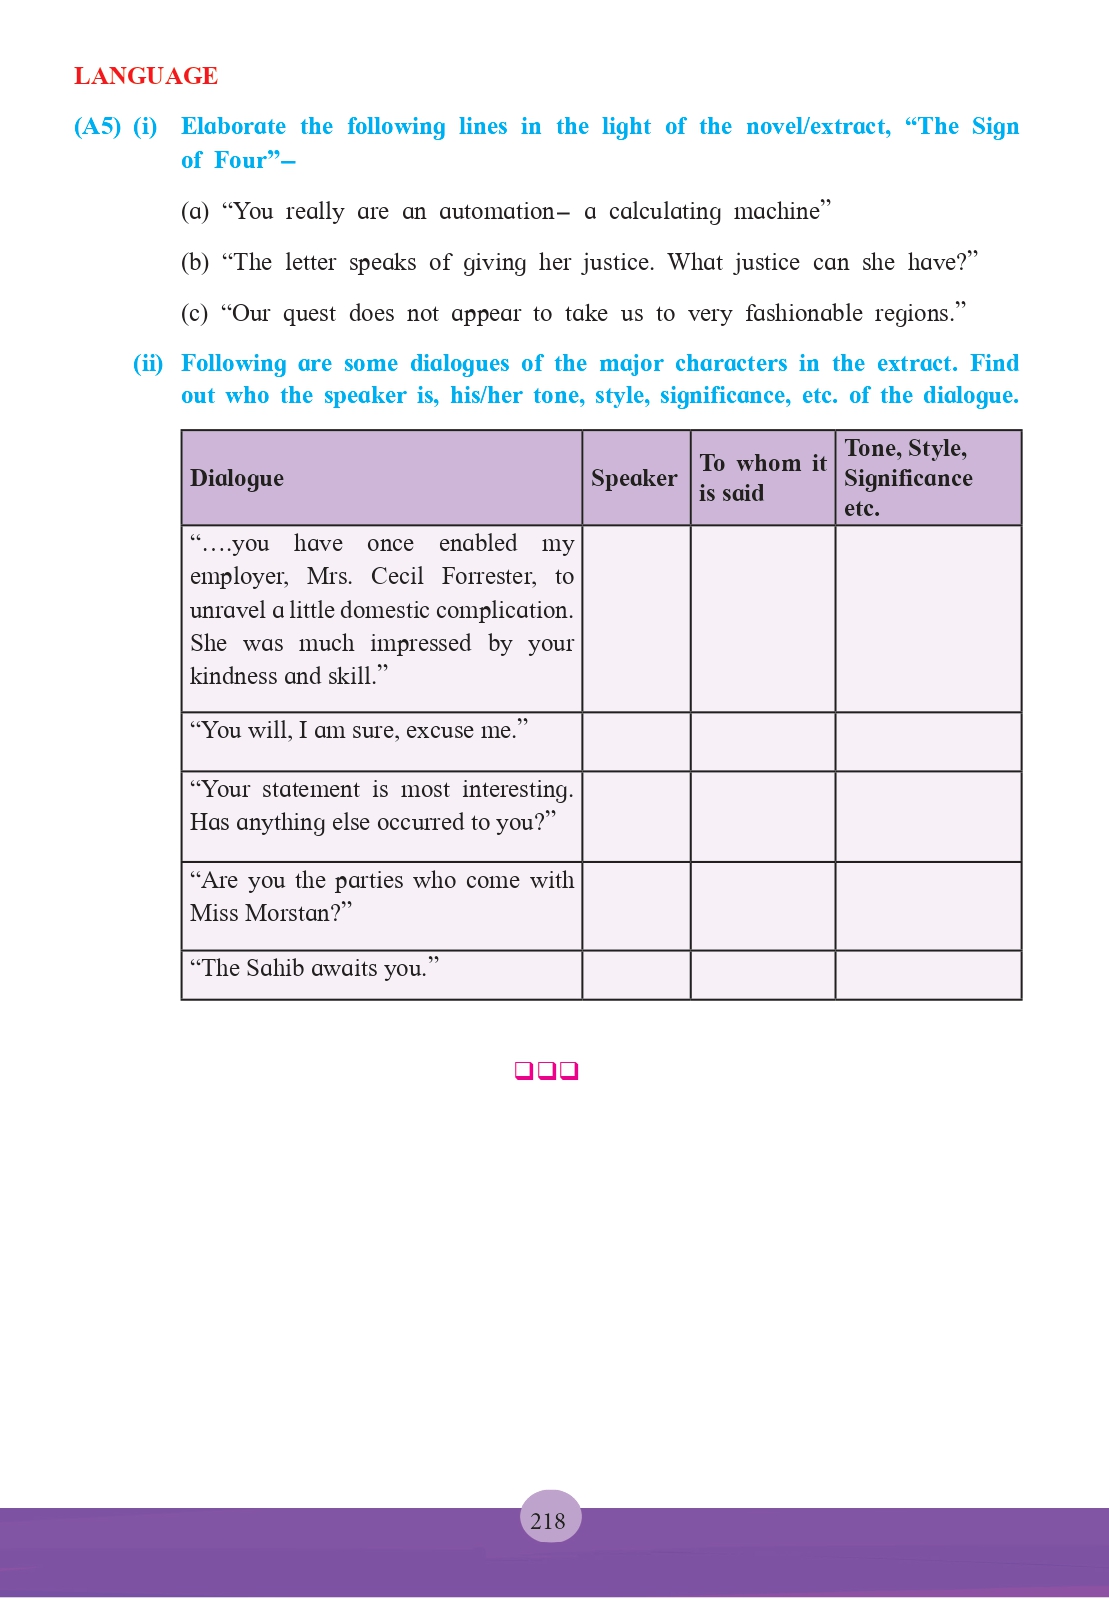 LANGUAGE
(A5) (i) Elaborate the following lines in the light of the novel/extract, “The Sign
of Four”–
(a) “You really are an automation– a calculating machine”
(b) “The letter speaks of giving her justice. What justice can she have?”
(c) “Our quest does not appear to take us to very fashionable regions.”
(ii) Following are some dialogues of the major characters in the extract. Find
out who the speaker is, his/her tone, style, significance, etc. of the dialogue.
Dialogue
Speaker
To whom it
is said
Tone, Style,
Significance
etc.
“....you have once enabled my
employer, Mrs. Cecil Forrester, to
unravel a little domestic complication.
She was much impressed by your
kindness and skill.”
“You will, I am sure, excuse me.”
“Your statement is most interesting.
Has anything else occurred to you?”
“Are you the parties who come with
Miss Morstan?”
“The Sahib awaits you.”
218